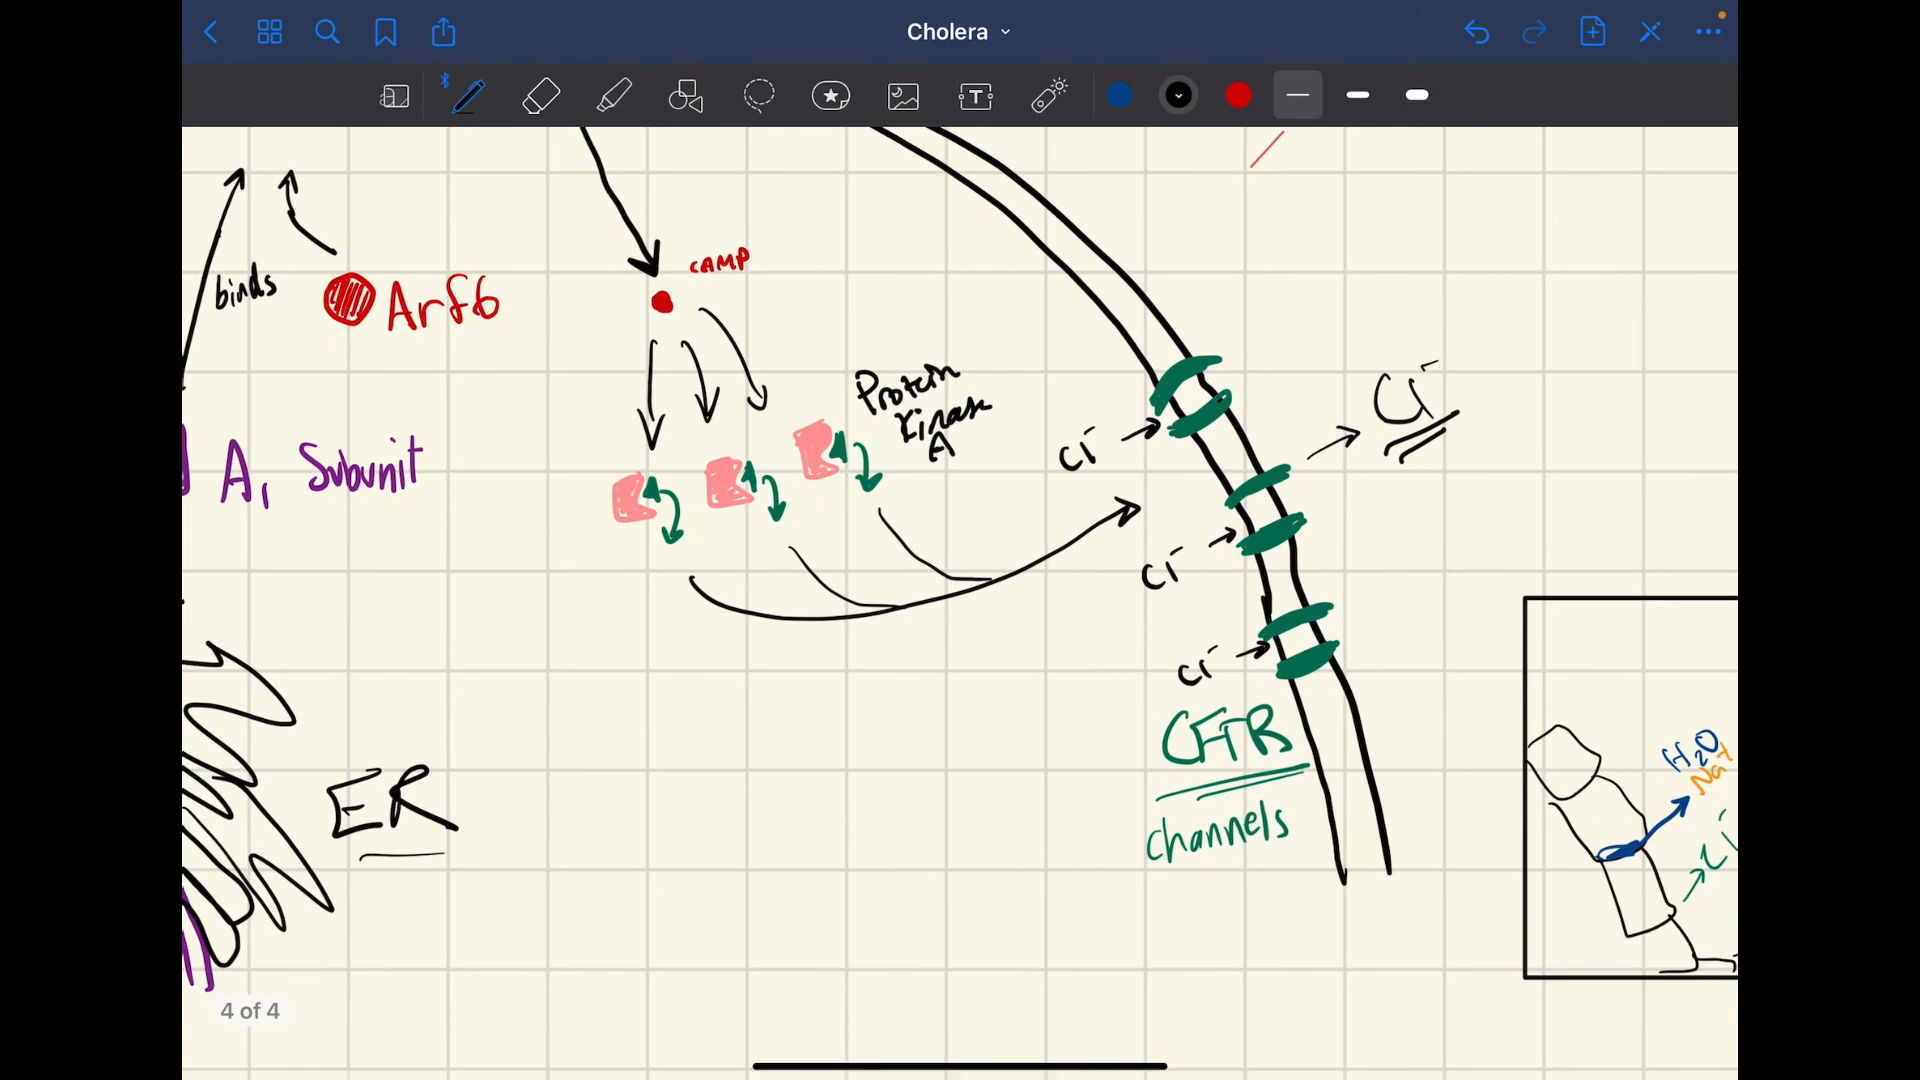 Cholera
cAMP
binds
Arf6
Protein
Kinase
A
Cl⁻
Cl⁻
A₁ Subunit
Cl⁻
Cl⁻
CFTR
channels
ER
H₂O
Na⁺
Cl⁻
4 of 4